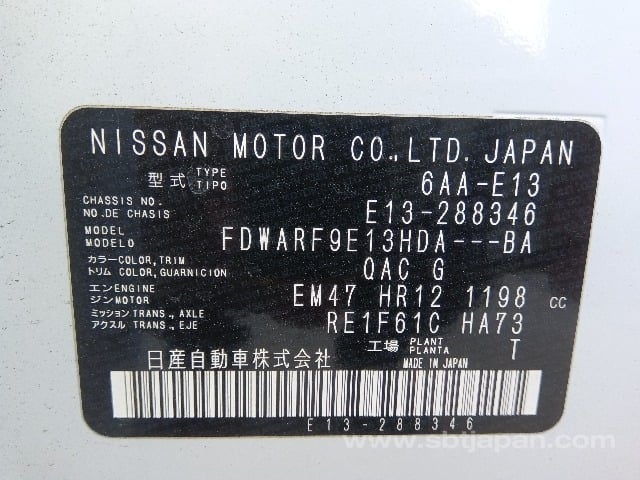 NISSAN MOTOR CO.,LTD. JAPAN
型式 TYPE TIPO 6AA-E13
CHASSIS NO. NO.DE CHASIS E13-288346
MODEL MODELO FDWARF9E13HDA---BA
カラー COLOR,TRIM トリム COLOR,GUARNICION QAC G
エンENGINE ジンMOTOR EM47 HR12 1198 CC
ミッション TRANS., AXLE アクスル TRANS., EJE RE1F61C HA73
工場 PLANT PLANTA T
日産自動車株式会社 MADE IN JAPAN
E13-288346
www.sbtjapan.com